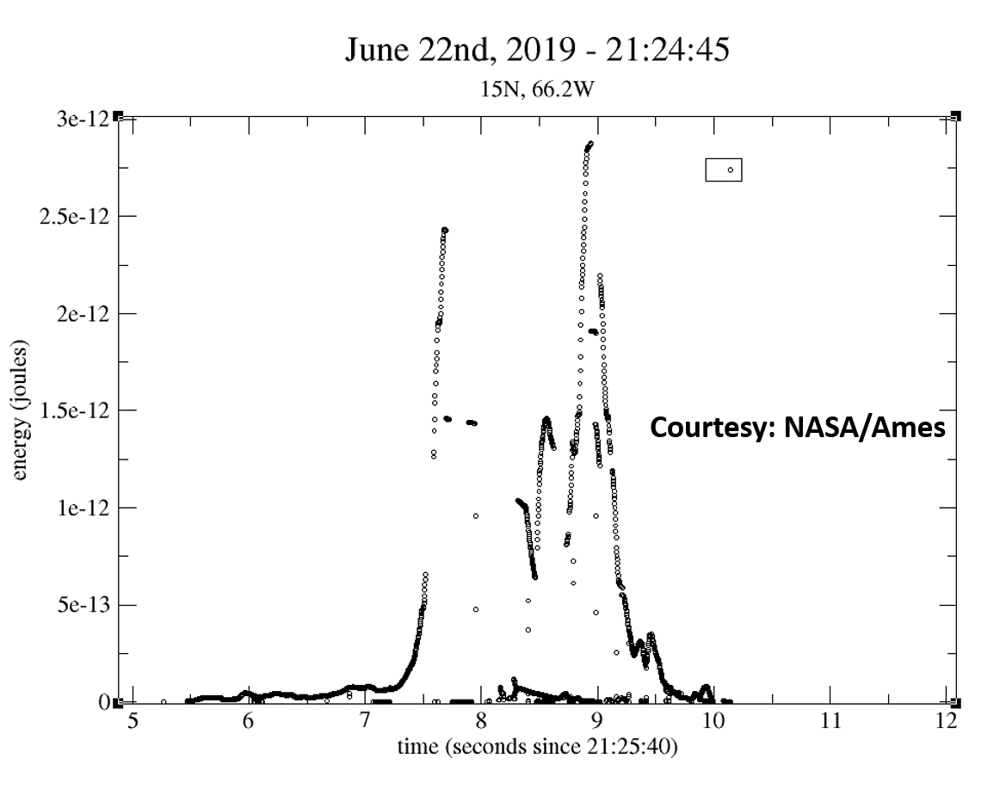 June 22nd, 2019 - 21:24:45
15N, 66.2W
3e-12
2.5e-12
2e-12
1.5e-12
1e-12
5e-13
0
energy (joules)
Courtesy: NASA/Ames
5 6 7 8 9 10 11 12
time (seconds since 21:25:40)